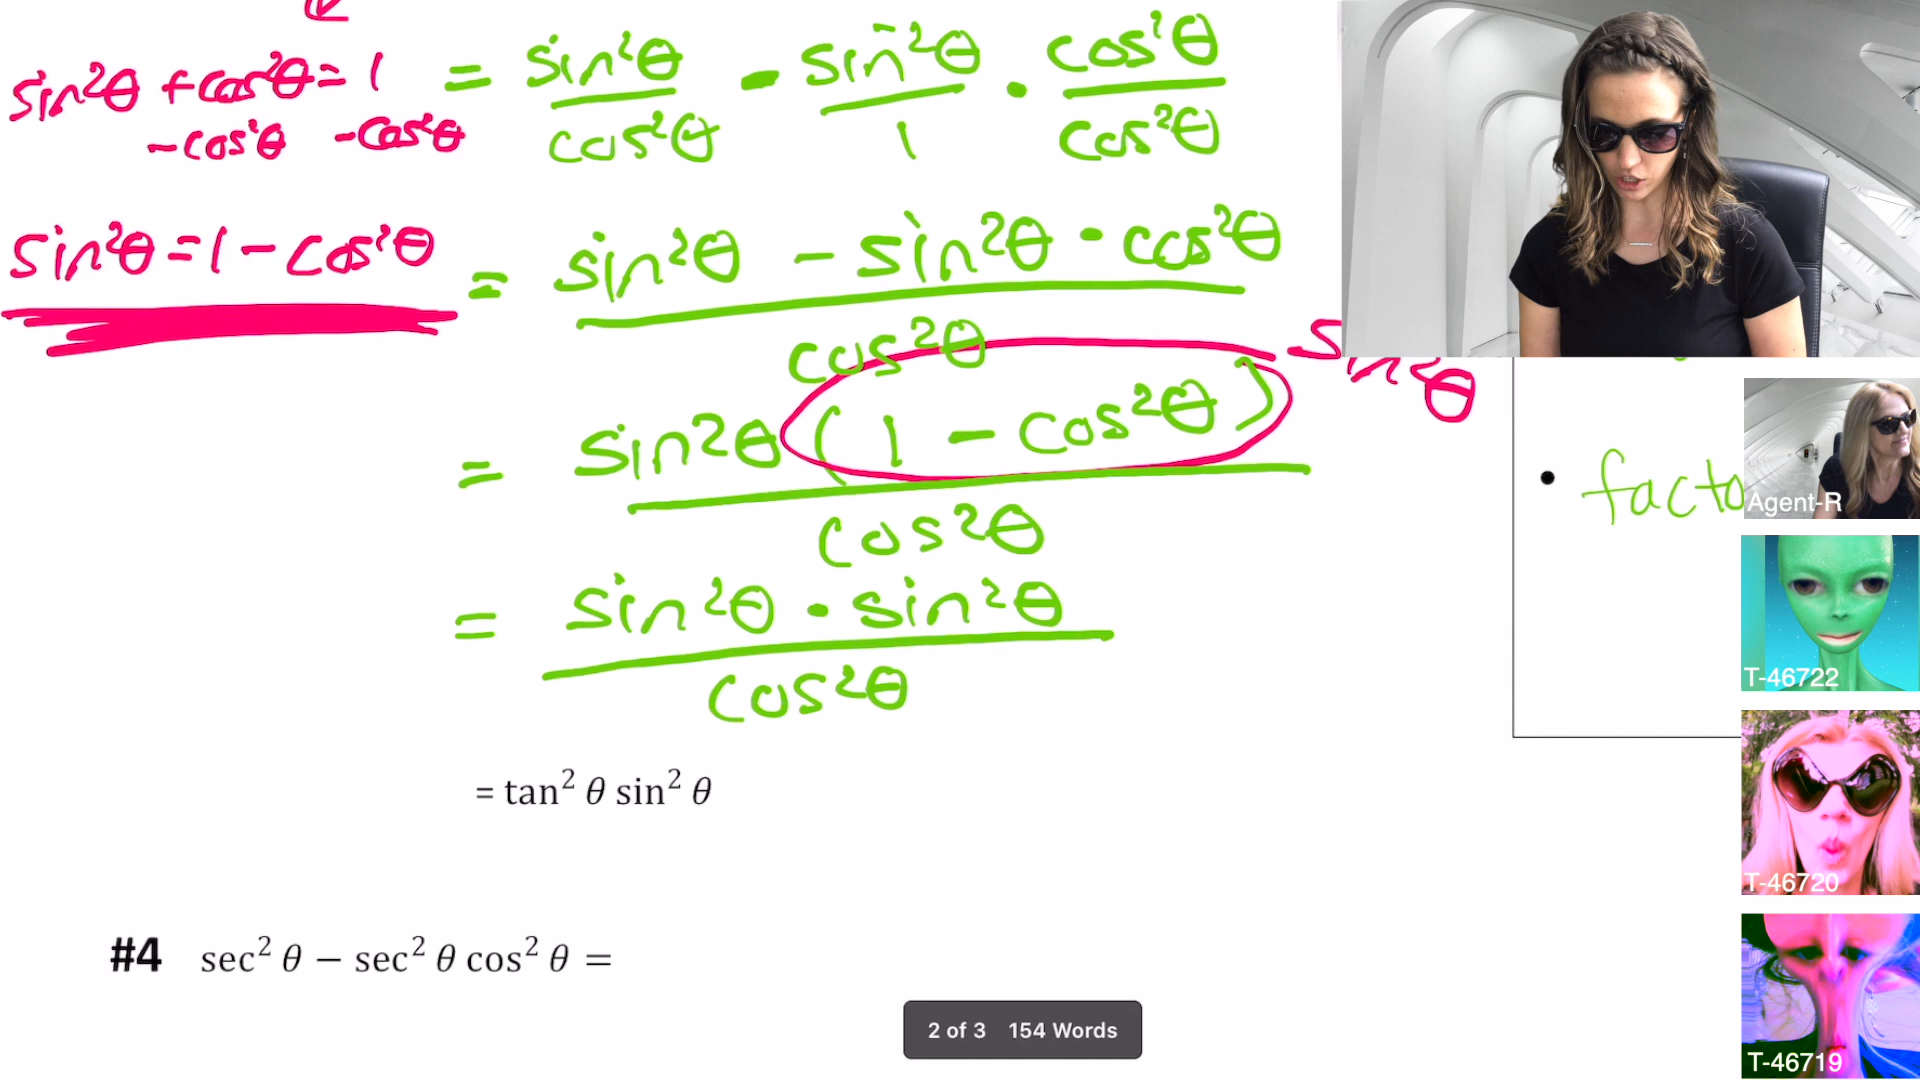 sin²θ + cos²θ = 1
-cos²θ -cos²θ
sin²θ = 1 - cos²θ
= sin²θ/cos²θ - sin²θ/1 · cos²θ/cos²θ
= (sin²θ - sin²θ · cos²θ)/cos²θ
= sin²θ(1 - cos²θ)/cos²θ
sin²θ
= (sin²θ · sin²θ)/cos²θ
= tan² θ sin² θ
#4 sec² θ − sec² θ cos² θ =
2 of 3 154 Words
• facto
Agent-R
T-46722
T-46720
T-46719